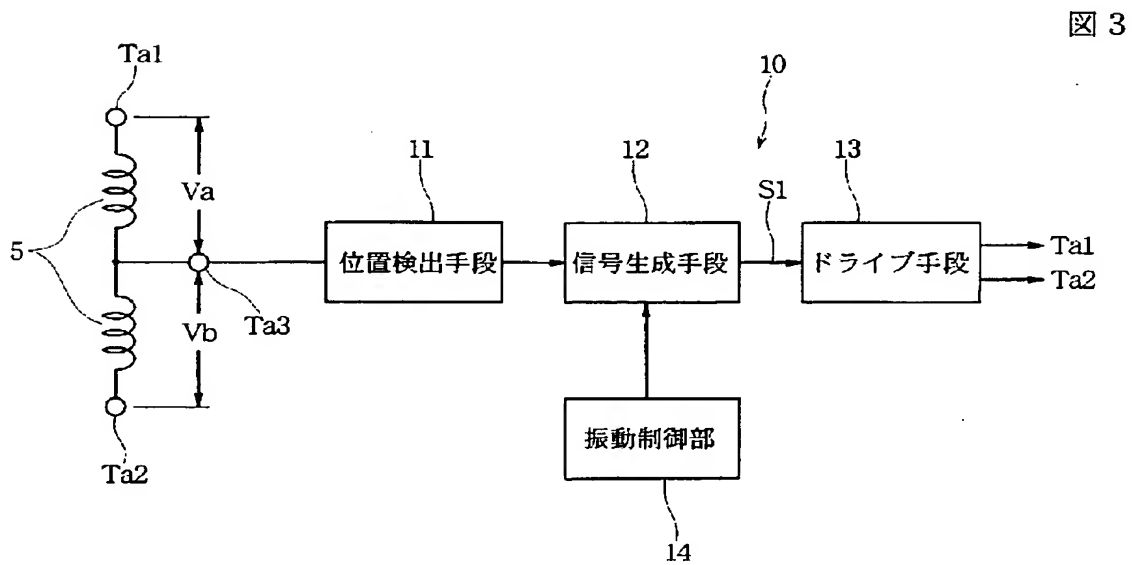 図 3
Ta1
10
11
12
13
Va
S1
5
位置検出手段
信号生成手段
ドライブ手段
Ta1
Ta2
Ta3
Vb
振動制御部
Ta2
14